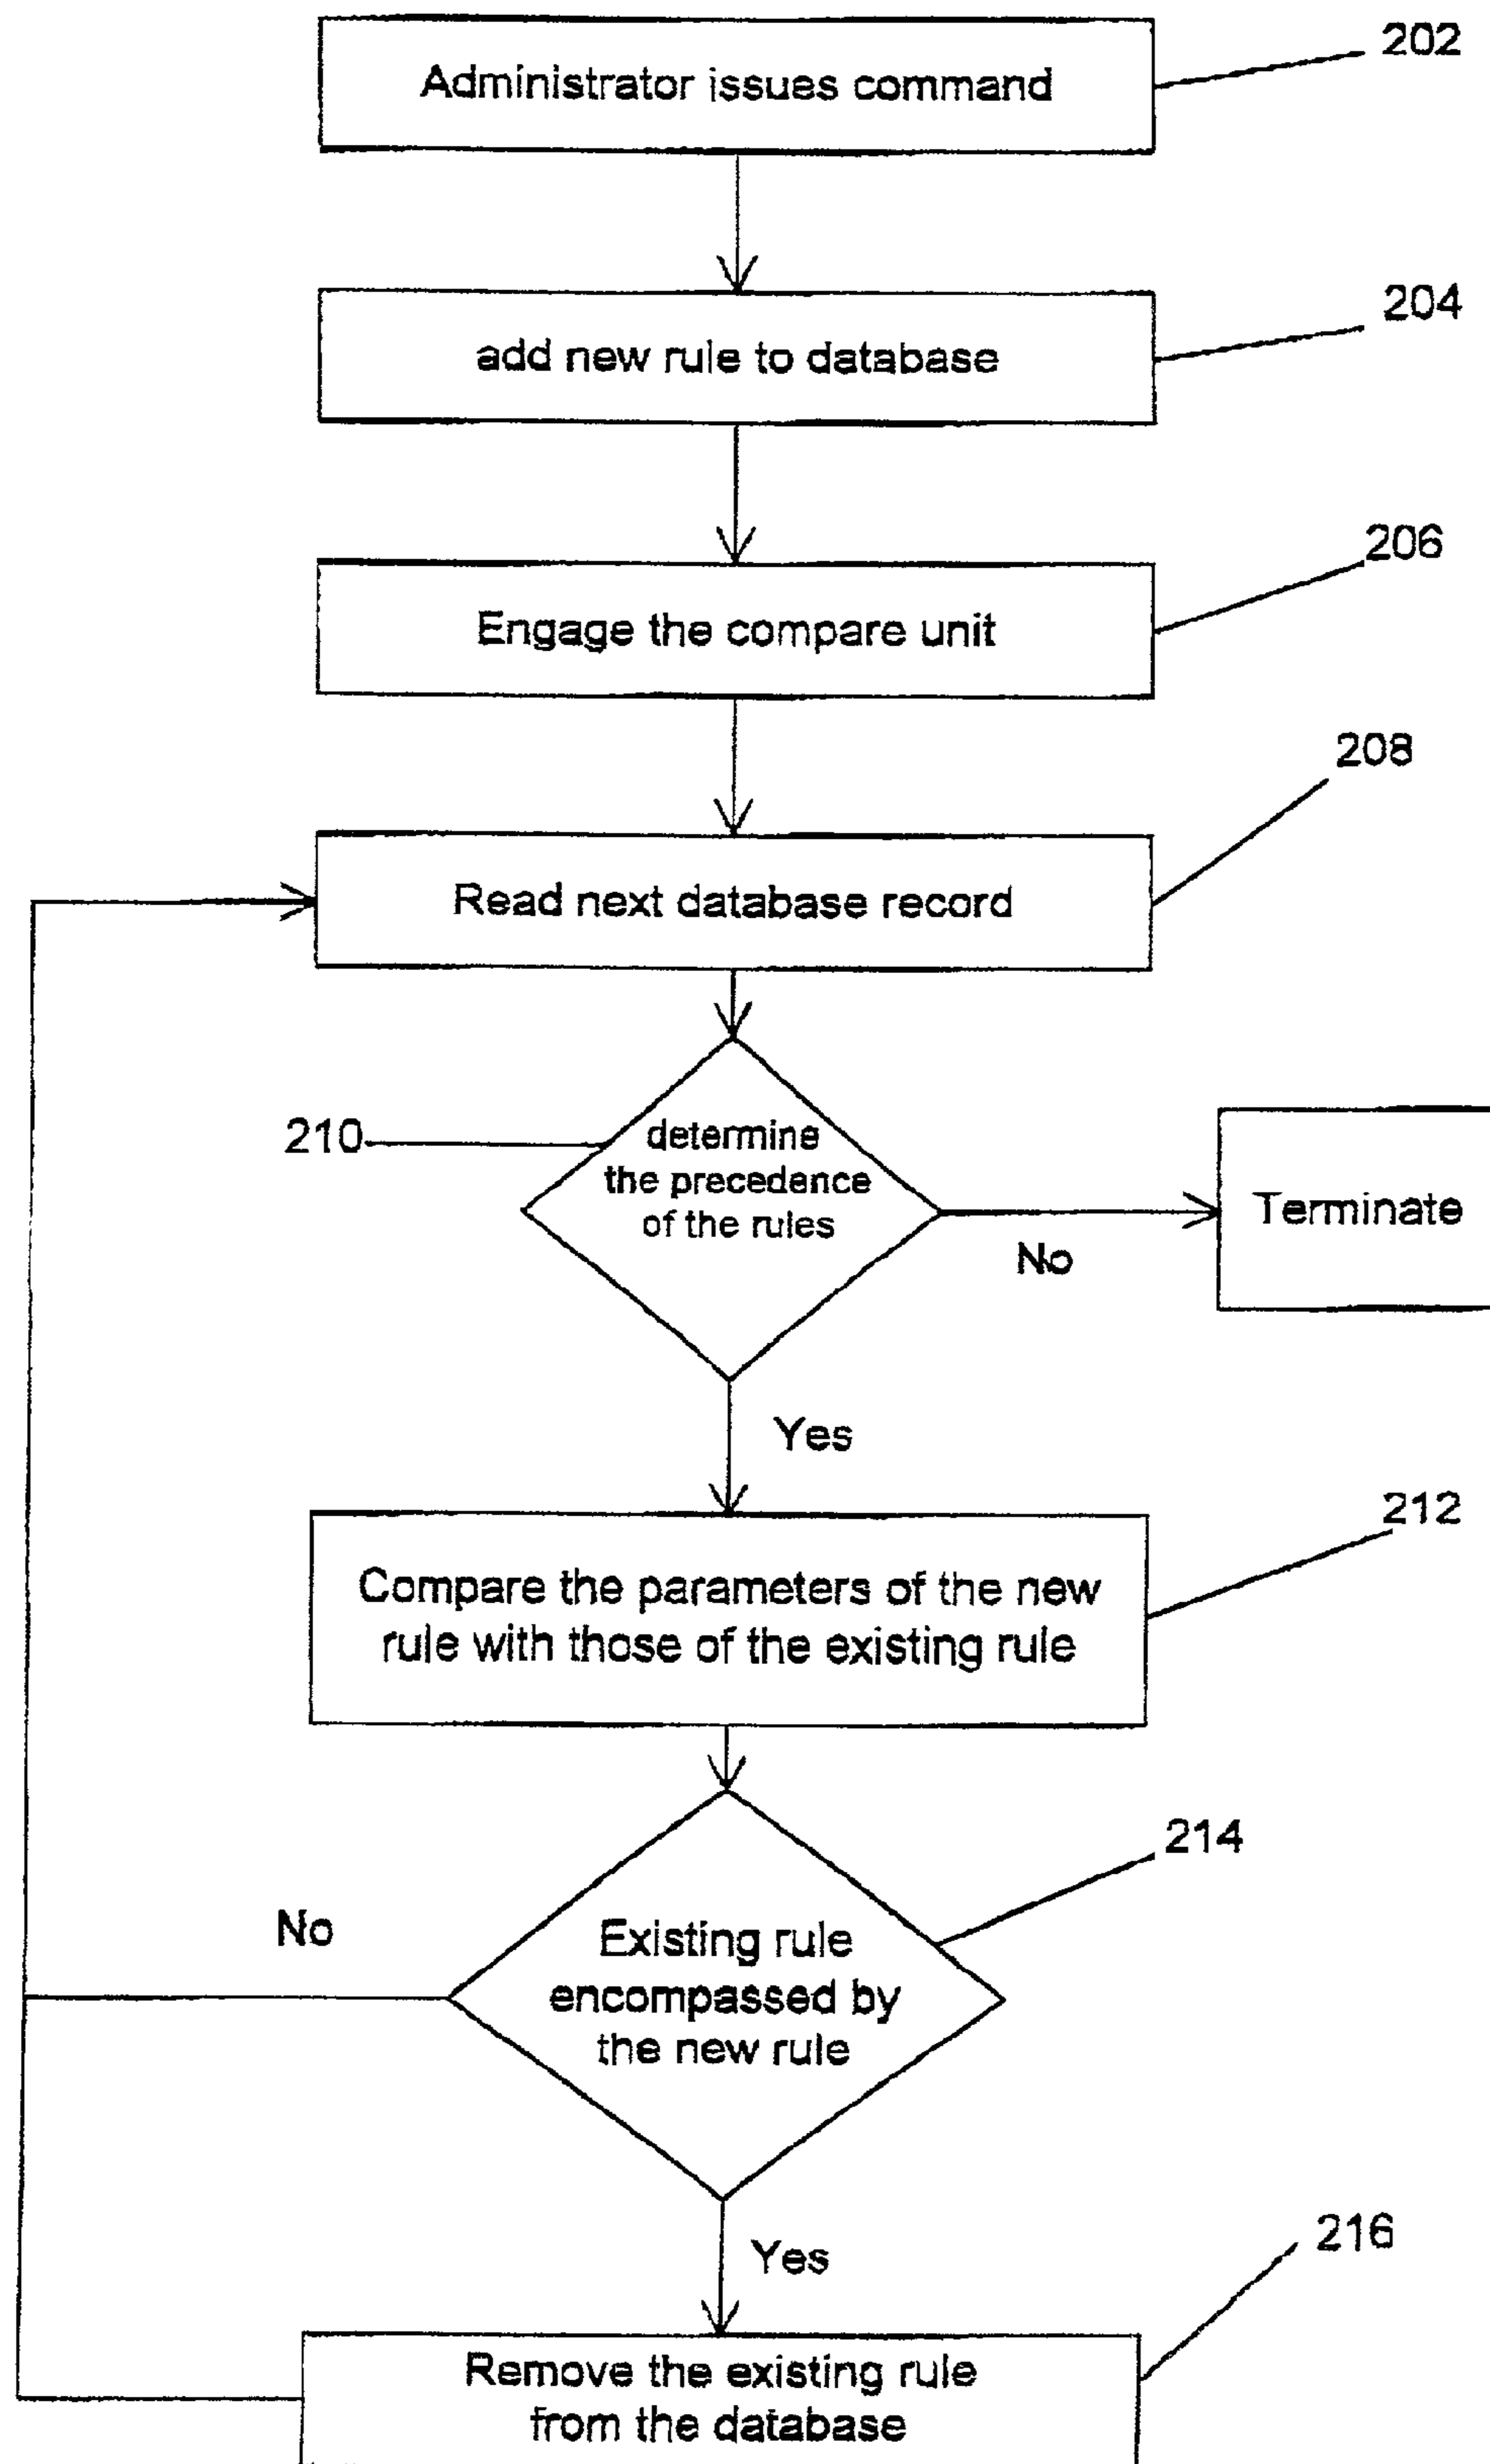 Administrator issues command
202
add new rule to database
204
Engage the compare unit
206
Read next database record
208
210
determine
the precedence
of the rules
No
Terminate
Yes
Compare the parameters of the new
rule with those of the existing rule
212
214
No
Existing rule
encompassed by
the new rule
Yes
216
Remove the existing rule
from the database